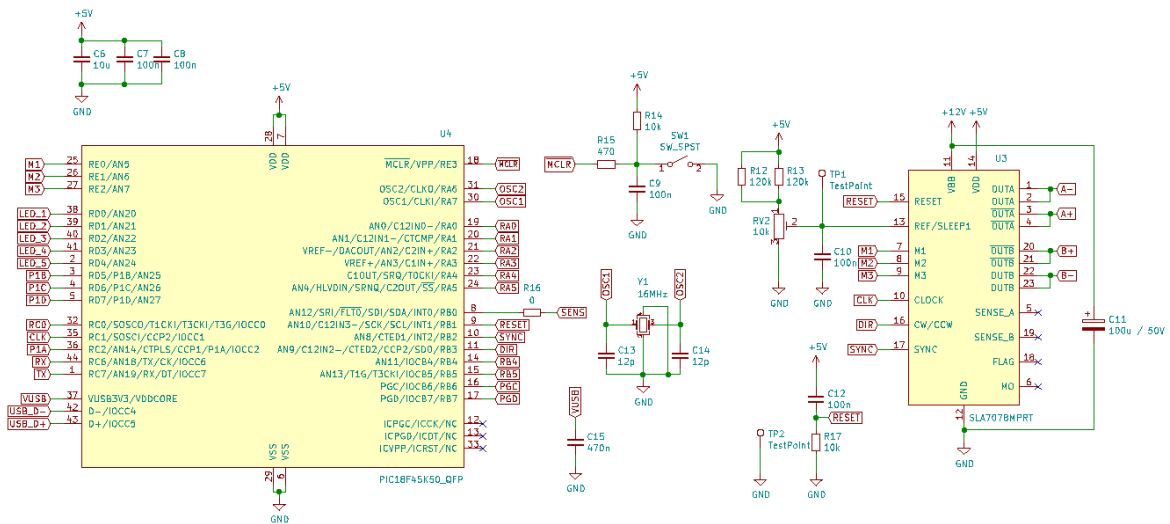 +5V
C6
10u
C7
100n
C8
100n
GND
+5V
28
7
VDD
VDD
U4
M1
25
RE0/AN5
M2
26
RE1/AN6
M3
27
RE2/AN7
LED_1
38
RD0/AN20
LED_2
39
RD1/AN21
LED_3
40
RD2/AN22
LED_4
41
RD3/AN23
LED_5
2
RD4/AN24
P1B
3
RD5/P1B/AN25
P1C
4
RD6/P1C/AN26
P1D
5
RD7/P1D/AN27
RC0
32
RC0/SOSCO/T1CKI/T3CKI/T3G/IOCC0
CLK
35
RC1/SOSCI/CCP2/IOCC1
P1A
36
RC2/AN14/CTPLS/CCP1/P1A/IOCC2
RX
44
RC6/AN18/TX/CK/IOCC6
TX
1
RC7/AN19/RX/DT/IOCC7
VUSB
37
VUSB3V3/VDDCORE
USB_D-
42
D-/IOCC4
USB_D+
43
D+/IOCC5
MCLR/VPP/RE3
18
MCLR
OSC2/CLKO/RA6
31
OSC2
OSC1/CLKI/RA7
30
OSC1
AN0/C12IN0-/RA0
19
RA0
AN1/C12IN1-/CTCMP/RA1
20
RA1
VREF-/DACOUT/AN2/C2IN+/RA2
21
RA2
VREF+/AN3/C1IN+/RA3
22
RA3
C1OUT/SRQ/T0CKI/RA4
23
RA4
AN4/HLVDIN/SRNQ/C2OUT/SS/RA5
24
RA5
AN12/SRI/FLT0/SDI/SDA/INT0/RB0
8
R16
0
SENS
AN10/C12IN3-/SCK/SCL/INT1/RB1
9
RESET
AN8/CTED1/INT2/RB2
10
SYNC
AN9/C12IN2-/CTED2/CCP2/SDO/RB3
11
DIR
AN11/IOCB4/RB4
14
RB4
AN13/T1G/T3CKI/IOCB5/RB5
15
RB5
PGC/IOCB6/RB6
16
PGC
PGD/IOCB7/RB7
17
PGD
ICPGC/ICCK/NC
12
ICPGD/ICDT/NC
13
ICVPP/ICRST/NC
33
VSS
VSS
29
6
PIC18F45K50_QFP
GND
+5V
R14
10k
MCLR
R15
470
SW1
SW_SPST
1
2
C9
100n
GND
GND
OSC1
Y1
16MHz
OSC2
C13
12p
C14
12p
GND
VUSB
C15
470n
GND
+5V
R12
120k
R13
120k
RV2
10k
2
GND
TP1
TestPoint
C10
100n
GND
+5V
C12
100n
RESET
R17
10k
GND
TP2
TestPoint
GND
+12V
+5V
11
14
VBB
VDD
U3
RESET
15
RESET
13
REF/SLEEP1
M1
7
M1
M2
8
M2
M3
9
M3
CLK
10
CLOCK
DIR
16
CW/CCW
SYNC
17
SYNC
OUTA
1
A-
OUTA
2
OUTA
3
A+
OUTA
4
OUTB
20
B+
OUTB
21
OUTB
22
B-
OUTB
23
SENSE_A
5
SENSE_B
19
FLAG
18
MO
6
GND
12
SLA7078MPRT
GND
C11
100u / 50V